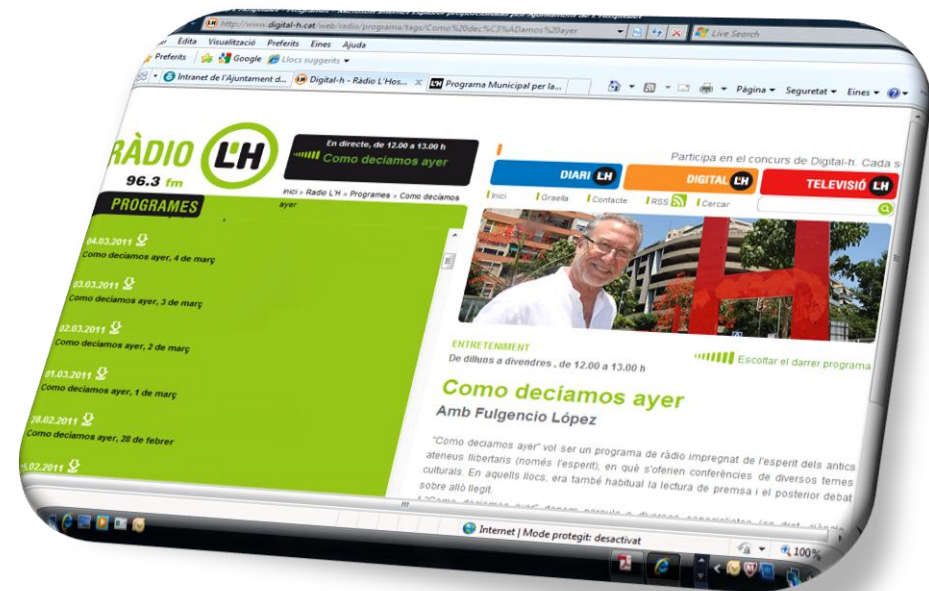 http://www.digital-h.cat/web/radio/programa/tags/Como%20dec%C3%ADamos%20ayer
Live Search
Edita Visualització Preferits Eines Ajuda
Preferits Google Llocs suggerits
Intranet de l'Ajuntament d... Digital-h - Ràdio L'Hos... Programa Municipal per la...
Pàgina Seguretat Eines
RÀDIO L'H
96.3 fm
En directe, de 12.00 a 13.00 h
Como decíamos ayer
inici » Radio L'H » Programes » Como decíamos
ayer
PROGRAMES
04.03.2011
Como decíamos ayer, 4 de març
03.03.2011
Como decíamos ayer, 3 de març
02.03.2011
Como decíamos ayer, 2 de març
01.03.2011
Como decíamos ayer, 1 de març
28.02.2011
Como decíamos ayer, 28 de febrer
Participa en el concurs de Digital-h. Cada s
DIARI L'H DIGITAL L'H TELEVISIÓ L'H
Inici Graella Contacte RSS Cercar
ENTRETENIMENT
De dilluns a divendres, de 12.00 a 13.00 h
Escoltar el darrer programa
Como decíamos ayer
Amb Fulgencio López
"Como decíamos ayer" vol ser un programa de ràdio impregnat de l'esperit dels antics
ateneus llibertaris (només l'esperit), en què s'oferien conferències de diversos temes
culturals. En aquells llocs, era també habitual la lectura de premsa i el posterior debat
sobre allò llegit.
Internet | Mode protegit: desactivat
100%